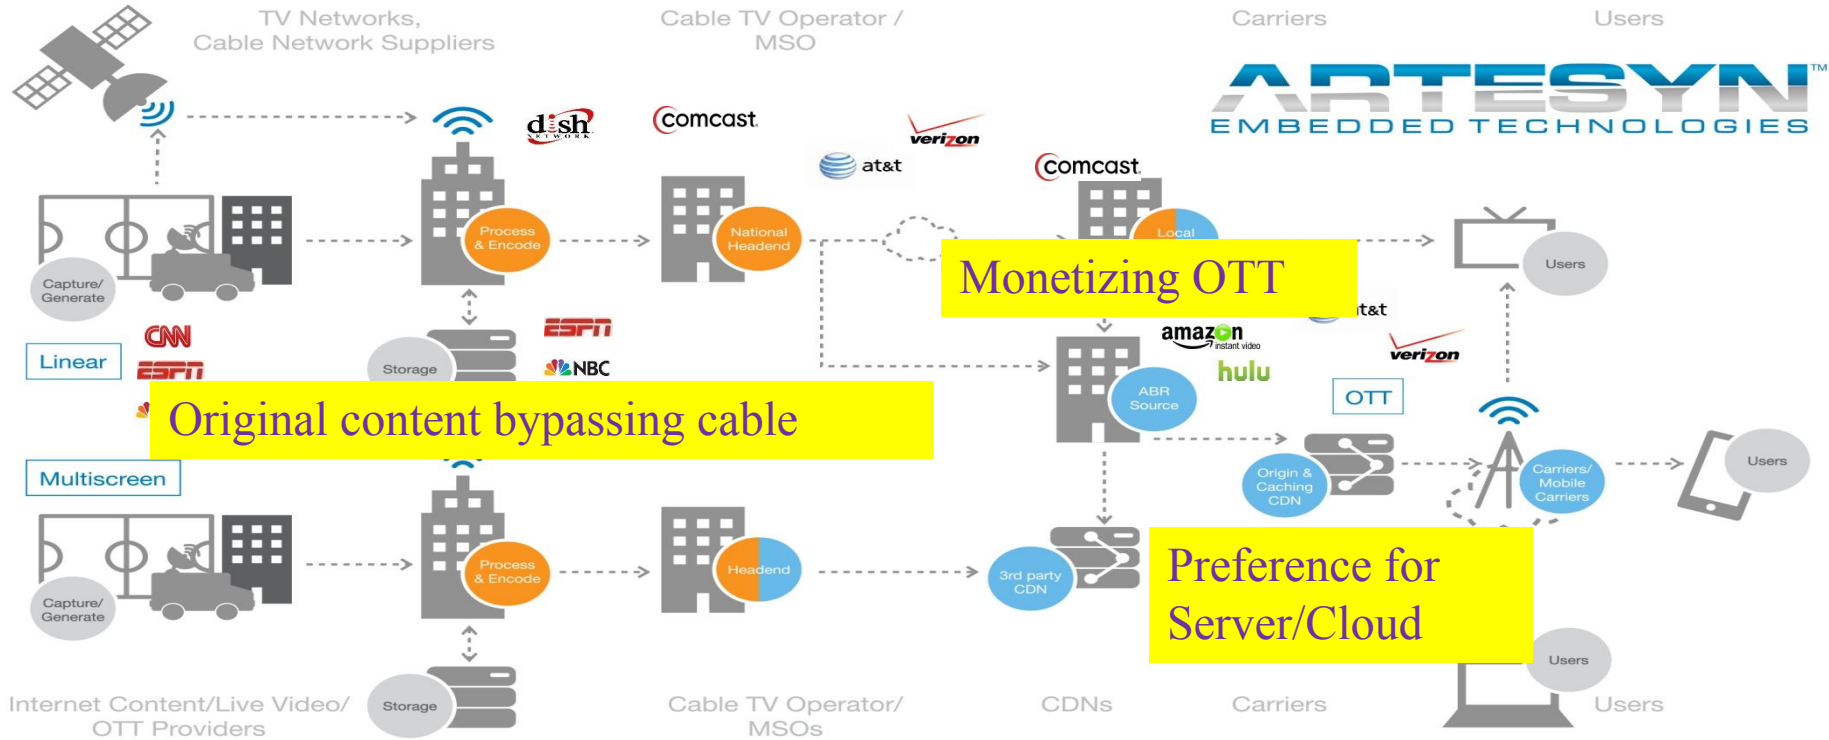 TV Networks,
Cable Network Suppliers
Cable TV Operator /
MSO
Carriers
Users
ARTESYN™
EMBEDDED TECHNOLOGIES
dish
NETWORK
comcast.
verizon
at&t
comcast.
Process
& Encode
National
Headend
Local
Users
Capture/
Generate
Monetizing OTT
at&t
CNN
ESPN
ESPN
amazon
instant video
verizon
Linear
Storage
NBC
hulu
ABR
Source
OTT
Original content bypassing cable
Multiscreen
Origin &
Caching
CDN
Carriers/
Mobile
Carriers
Users
Process
& Encode
Headend
3rd party
CDN
Preference for
Server/Cloud
Capture/
Generate
Users
Storage
Internet Content/Live Video/
OTT Providers
Cable TV Operator/
MSOs
CDNs
Carriers
Users